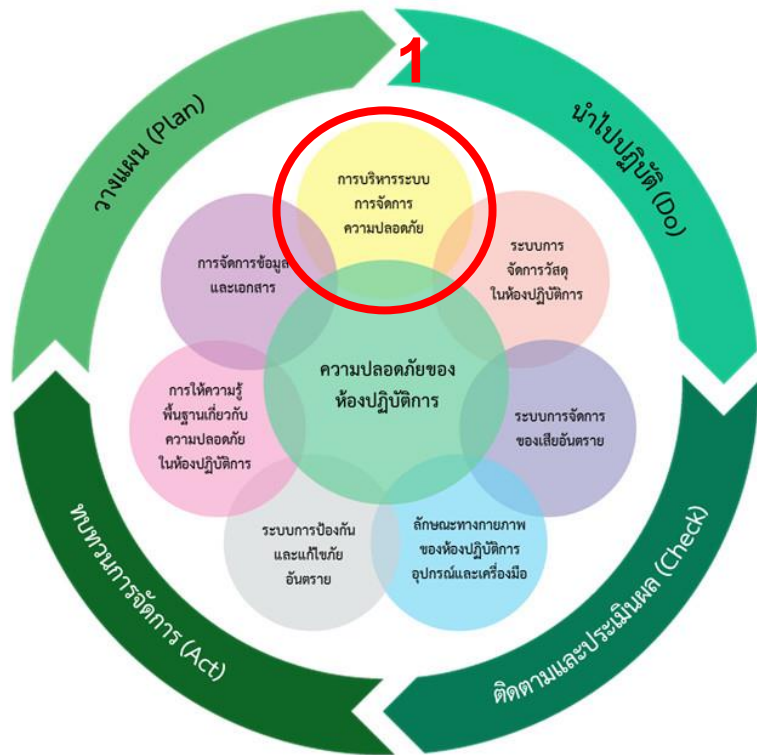 1
วางแผน (Plan)
นำไปปฏิบัติ (Do)
ติดตามและประเมินผล (Check)
ทบทวนการจัดการ (Act)
การบริหารระบบ
การจัดการ
ความปลอดภัย
ระบบการ
จัดการวัสดุ
ในห้องปฏิบัติการ
ระบบการจัดการ
ของเสียอันตราย
ลักษณะทางกายภาพ
ของห้องปฏิบัติการ
อุปกรณ์และเครื่องมือ
ระบบการป้องกัน
และแก้ไขภัย
อันตราย
การให้ความรู้
พื้นฐานเกี่ยวกับ
ความปลอดภัย
ในห้องปฏิบัติการ
การจัดการข้อมูล
และเอกสาร
ความปลอดภัยของ
ห้องปฏิบัติการ